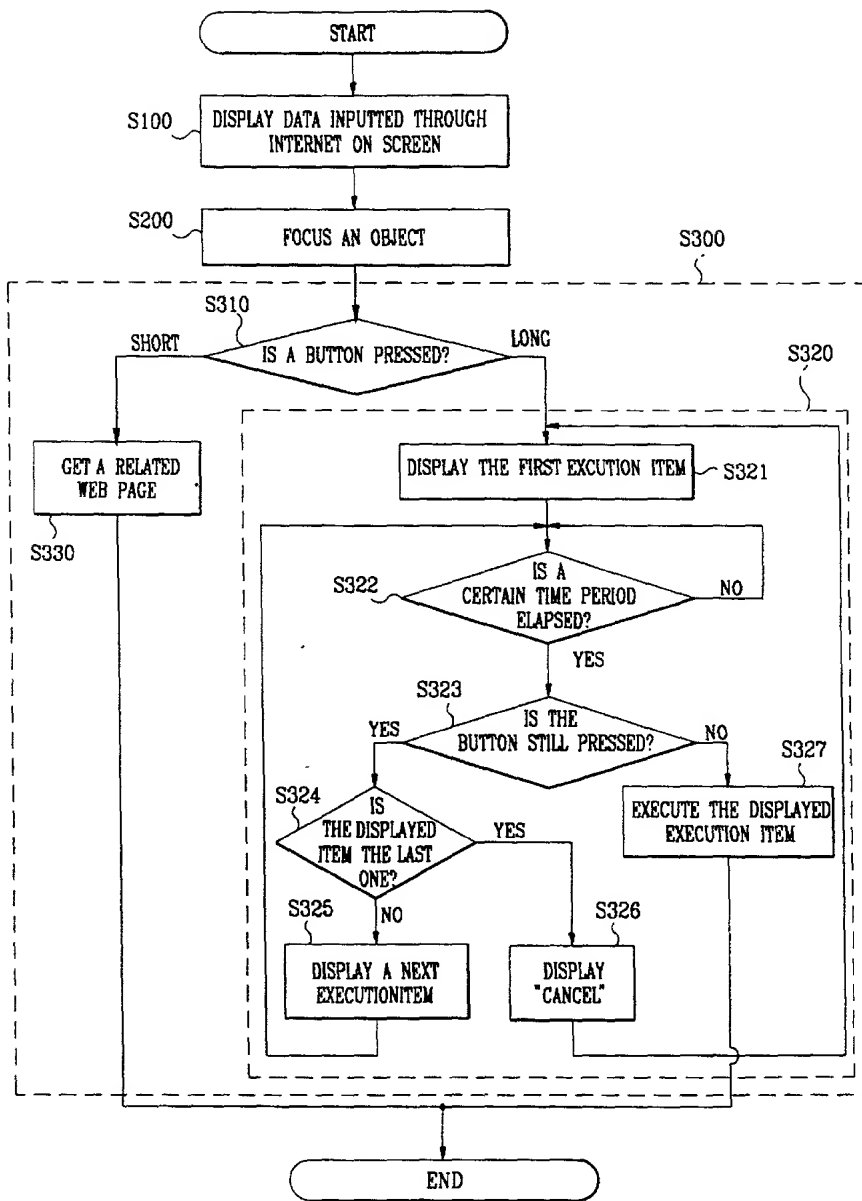 START
S100
DISPLAY DATA INPUTTED THROUGH
INTERNET ON SCREEN
S200
FOCUS AN OBJECT
S300
S310
SHORT
IS A BUTTON PRESSED?
LONG
S320
GET A RELATED
WEB PAGE
S330
DISPLAY THE FIRST EXCUTION ITEM
S321
S322
IS A
CERTAIN TIME PERIOD
ELAPSED?
NO
YES
S323
YES
IS THE
BUTTON STILL PRESSED?
NO
S327
EXECUTE THE DISPLAYED
EXECUTION ITEM
S324
IS
THE DISPLAYED
ITEM THE LAST
ONE?
YES
S325
NO
DISPLAY A NEXT
EXECUTIONITEM
S326
DISPLAY
"CANCEL"
END